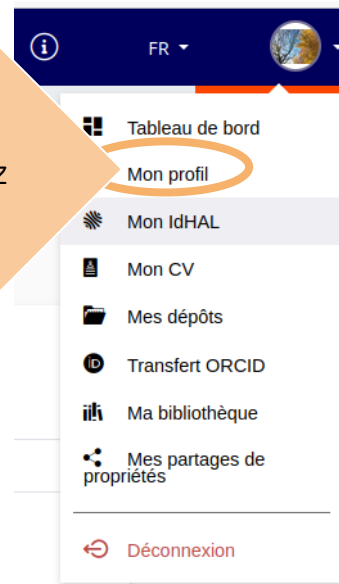 FR
Tableau de bord
z
Mon profil
Mon IdHAL
Mon CV
Mes dépôts
iD
Transfert ORCID
Ma bibliothèque
Mes partages de
propriétés
Déconnexion